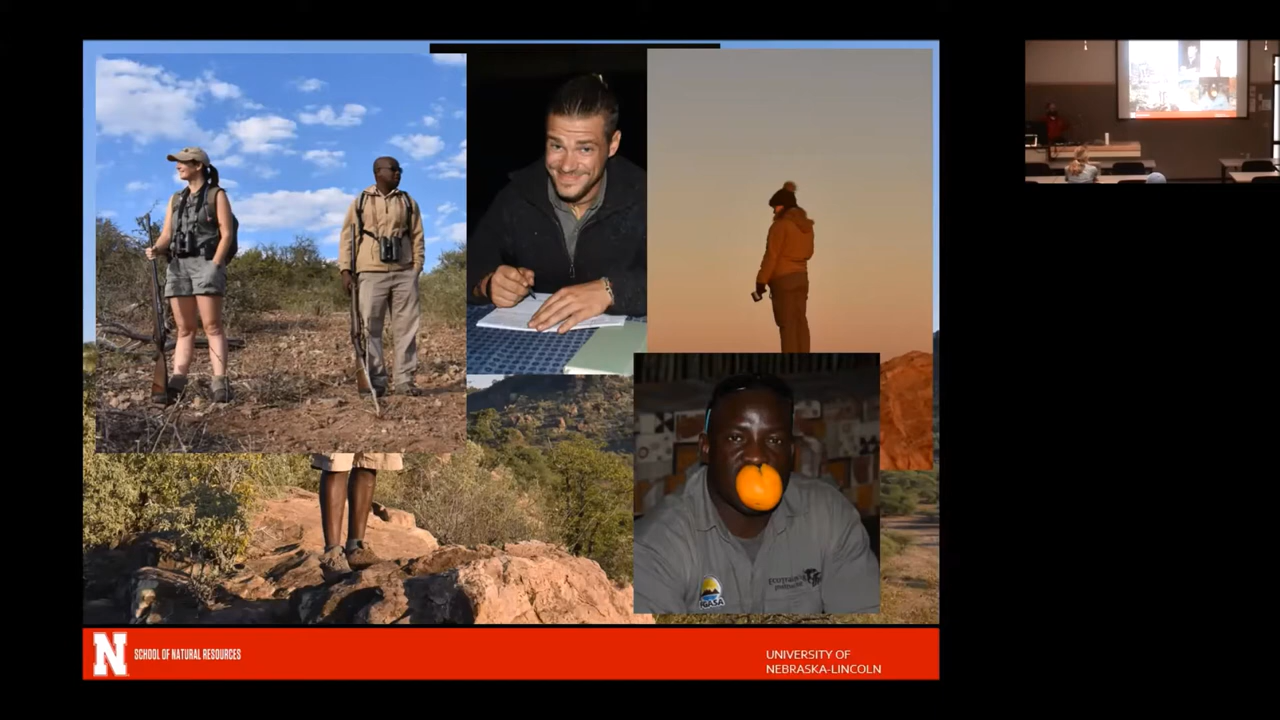 N
SCHOOL OF NATURAL RESOURCES
UNIVERSITY OF
NEBRASKA-LINCOLN